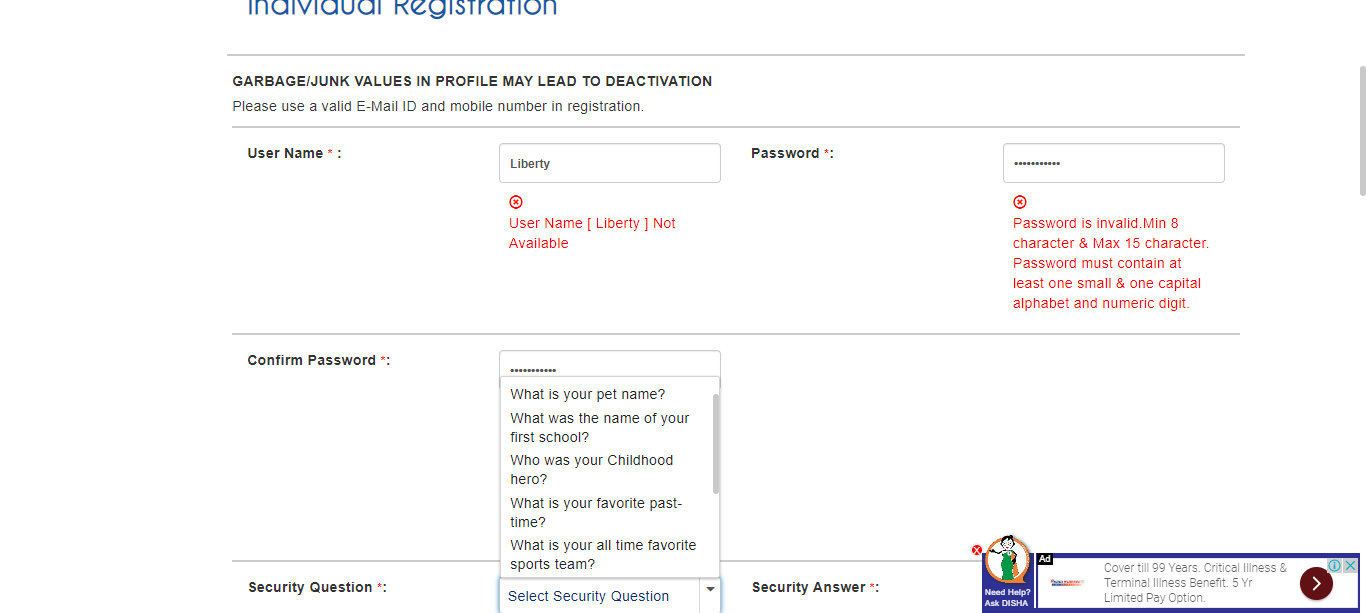 Individual Registration
GARBAGE/JUNK VALUES IN PROFILE MAY LEAD TO DEACTIVATION
Please use a valid E-Mail ID and mobile number in registration.
User Name * :
Liberty
User Name [ Liberty ] Not
Available
Password *:
•••••••••••
Password is invalid.Min 8
character & Max 15 character.
Password must contain at
least one small & one capital
alphabet and numeric digit.
Confirm Password *:
•••••••••••
What is your pet name?
What was the name of your
first school?
Who was your Childhood
hero?
What is your favorite past-
time?
What is your all time favorite
sports team?
Security Question *:
Select Security Question
Security Answer *:
Need Help?
Ask DISHA
Ad
Cover till 99 Years. Critical Illness &
Terminal Illness Benefit. 5 Yr
Limited Pay Option.